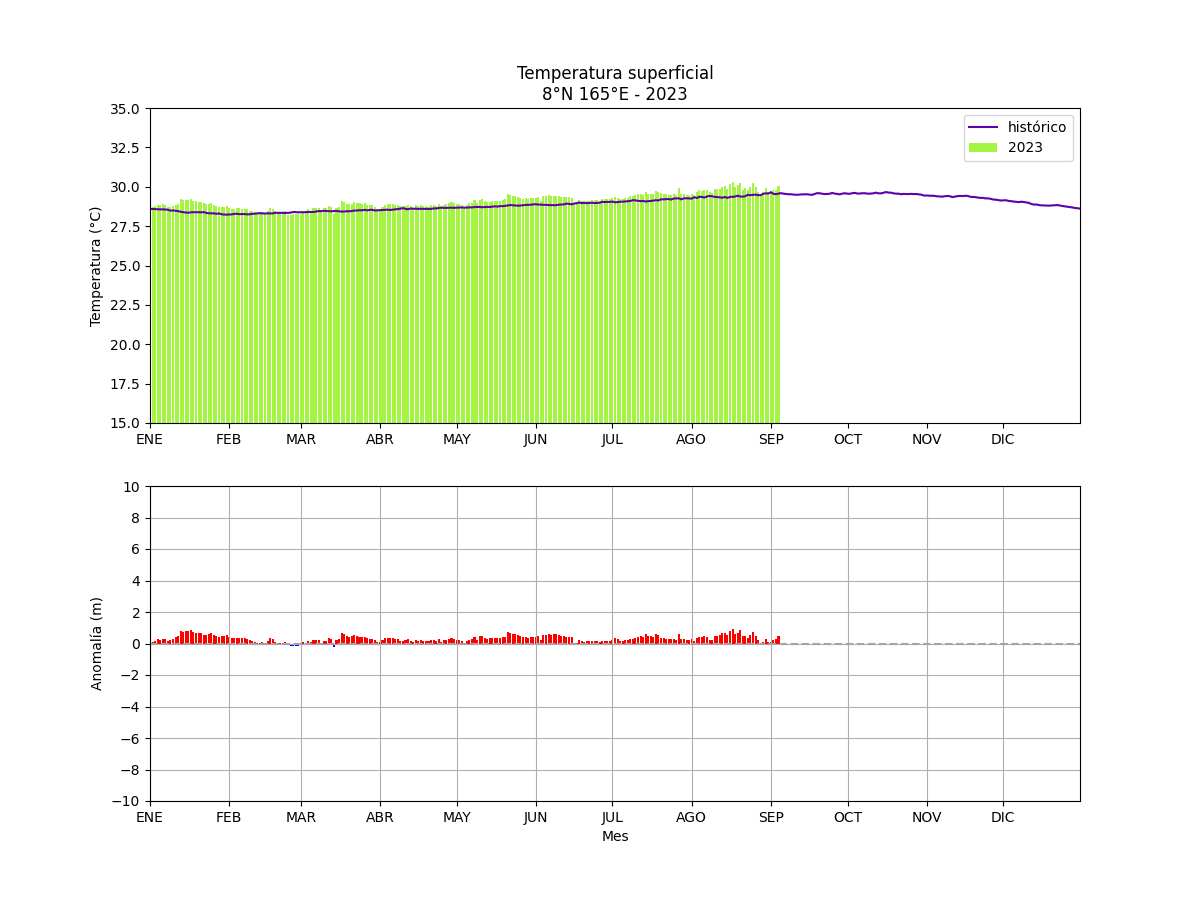 Temperatura superficial
8°N 165°E - 2023
35.0
32.5
30.0
27.5
25.0
22.5
20.0
17.5
15.0
Temperatura (°C)
histórico
2023
ENE FEB MAR ABR MAY JUN JUL AGO SEP OCT NOV DIC
10
8
6
4
2
0
−2
−4
−6
−8
−10
Anomalía (m)
ENE FEB MAR ABR MAY JUN JUL AGO SEP OCT NOV DIC
Mes